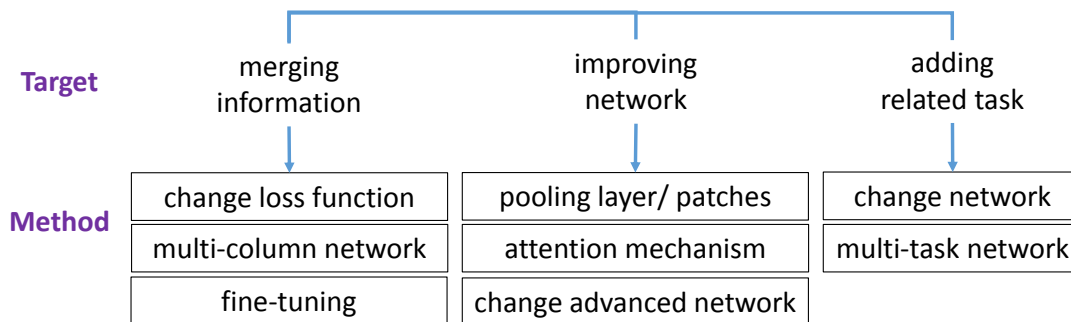 Target
merging
information
improving
network
adding
related task
Method
change loss function
pooling layer/ patches
change network
multi-column network
attention mechanism
multi-task network
fine-tuning
change advanced network